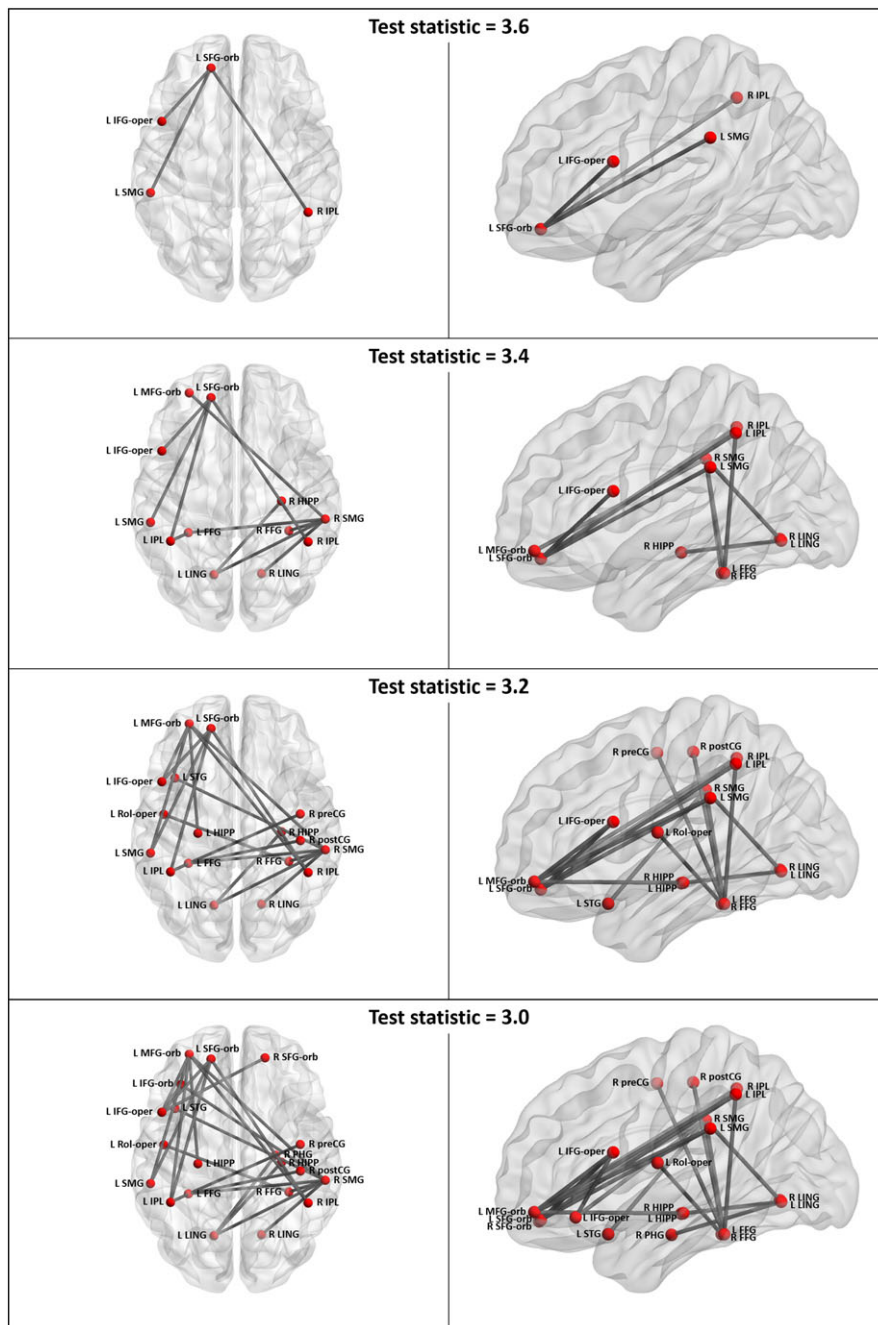 Test statistic = 3.6
L SFG-orb
L IFG-oper
L SMG
R IPL
R IPL
L SMG
L IFG-oper
L SFG-orb
Test statistic = 3.4
L MFG-orb
L SFG-orb
L IFG-oper
R HIPP
L SMG
R SMG
L FFG
R FFG
L IPL
R IPL
L LING
R LING
R IPL
L IPL
R SMG
L SMG
L IFG-oper
R LING
L LING
L MFG-orb
L SFG-orb
R HIPP
L FFG
R FFG
Test statistic = 3.2
L MFG-orb
L SFG-orb
L IFG-oper
L STG
L Rol-oper
R preCG
L HIPP
R HIPP
R postCG
L SMG
R SMG
L FFG
R FFG
L IPL
R IPL
L LING
R LING
R preCG
R postCG
R IPL
L IPL
R SMG
L SMG
L IFG-oper
L Rol-oper
R LING
L LING
L MFG-orb
L SFG-orb
R HIPP
L HIPP
L STG
L FFG
R FFG
Test statistic = 3.0
L MFG-orb
L SFG-orb
R SFG-orb
L IFG-orb
L IFG-oper
L STG
L Rol-oper
R preCG
R PHG
L HIPP
R HIPP
R postCG
L SMG
R SMG
L FFG
R FFG
L IPL
R IPL
L LING
R LING
R preCG
R postCG
R IPL
L IPL
R SMG
L SMG
L IFG-oper
L Rol-oper
R LING
L LING
L MFG-orb
L SFG-orb
R SFG-orb
L IFG-oper
R HIPP
L HIPP
L STG
R PHG
L FFG
R FFG